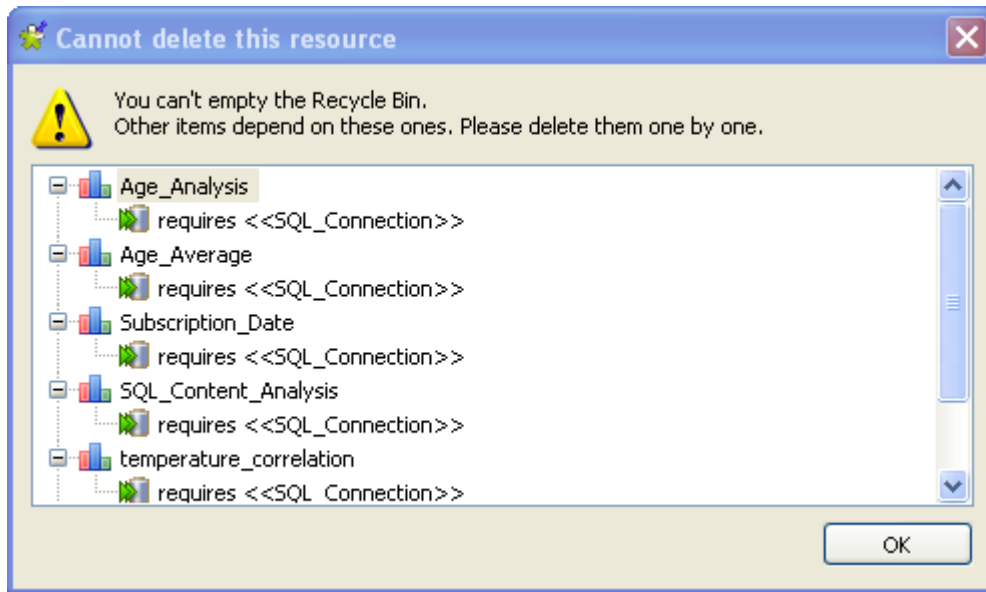 Cannot delete this resource
You can't empty the Recycle Bin.
Other items depend on these ones. Please delete them one by one.
Age_Analysis
requires <<SQL_Connection>>
Age_Average
requires <<SQL_Connection>>
Subscription_Date
requires <<SQL_Connection>>
SQL_Content_Analysis
requires <<SQL_Connection>>
temperature_correlation
requires <<SQL_Connection>>
OK